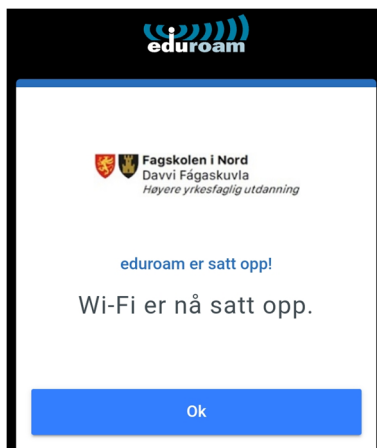 eduroam
Fagskolen i Nord
Davvi Fágaskuvla
Høyere yrkesfaglig utdanning
eduroam er satt opp!
Wi-Fi er nå satt opp.
Ok